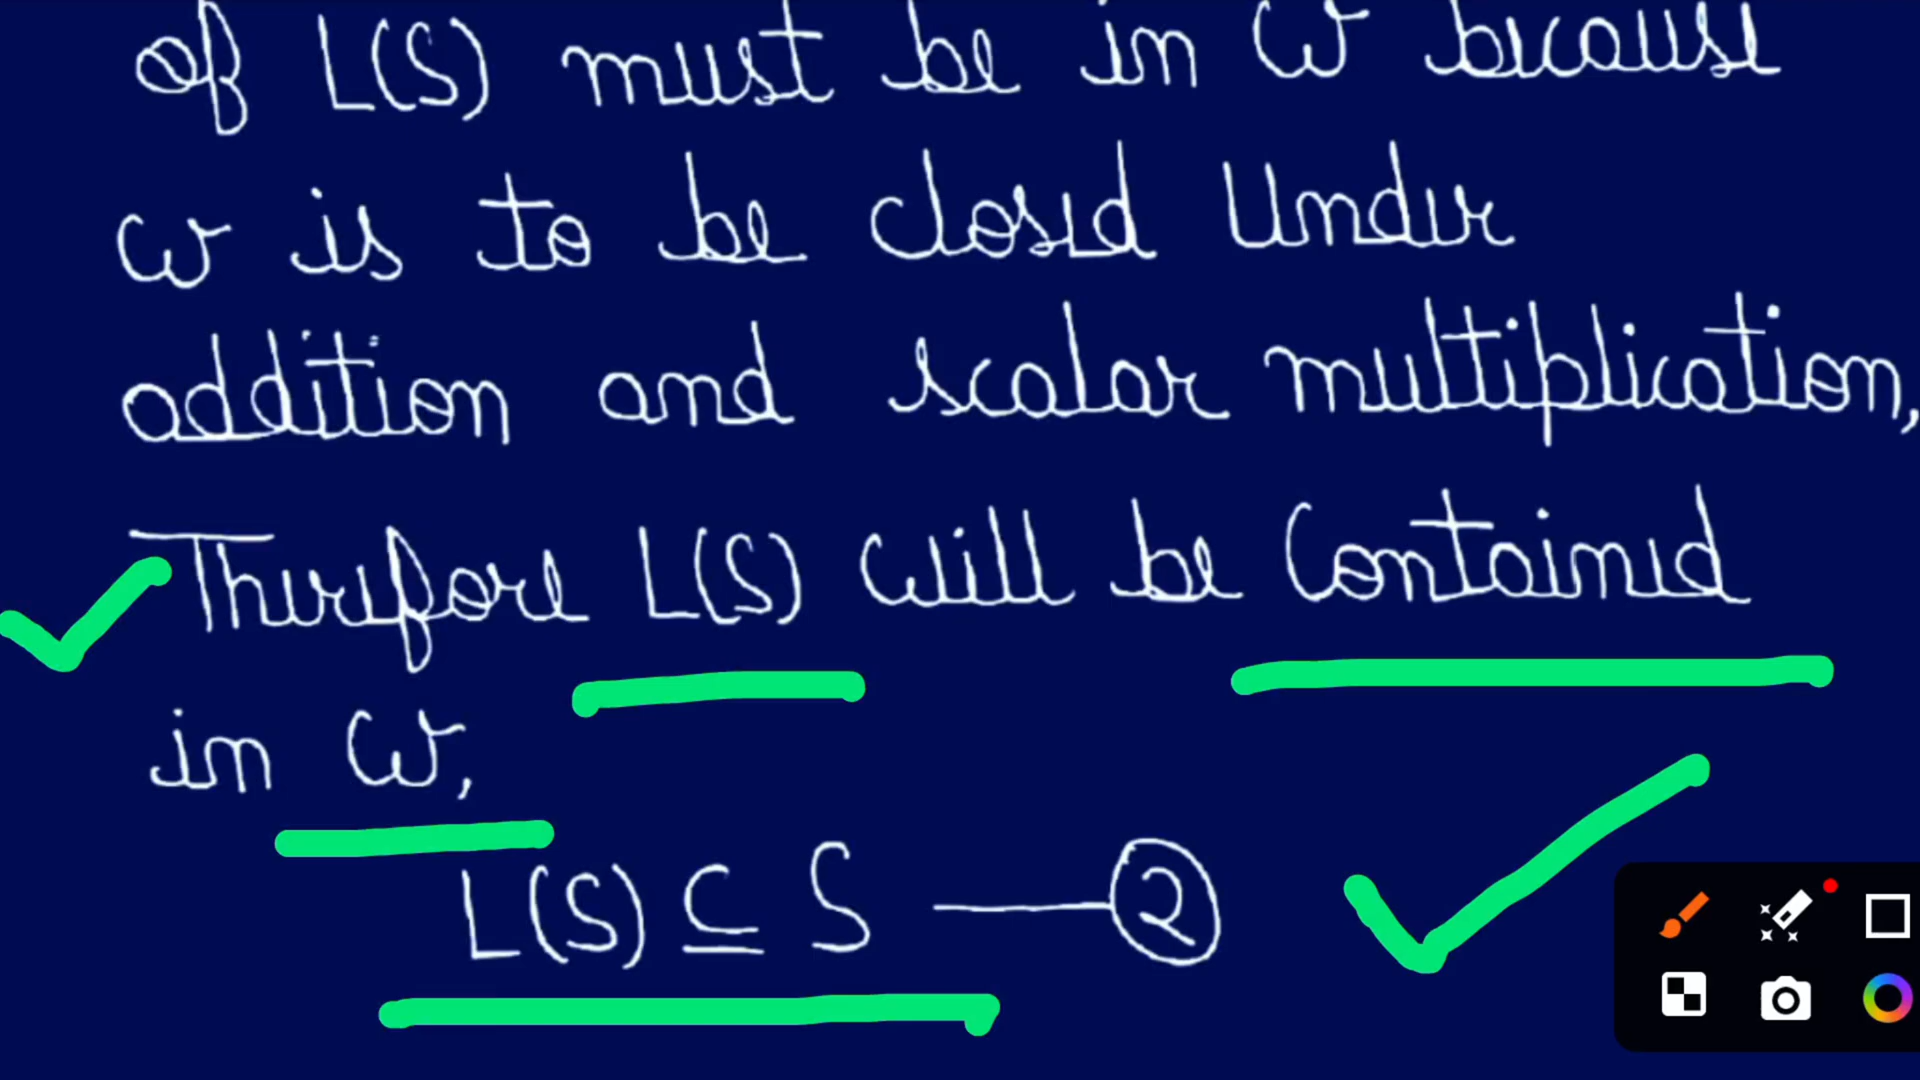 of L(S) must be in W because
W is to be closed Under
addition and scalar multiplication,
Therefore L(S) will be Contained
in W,
L(S) ⊆ S —— ②